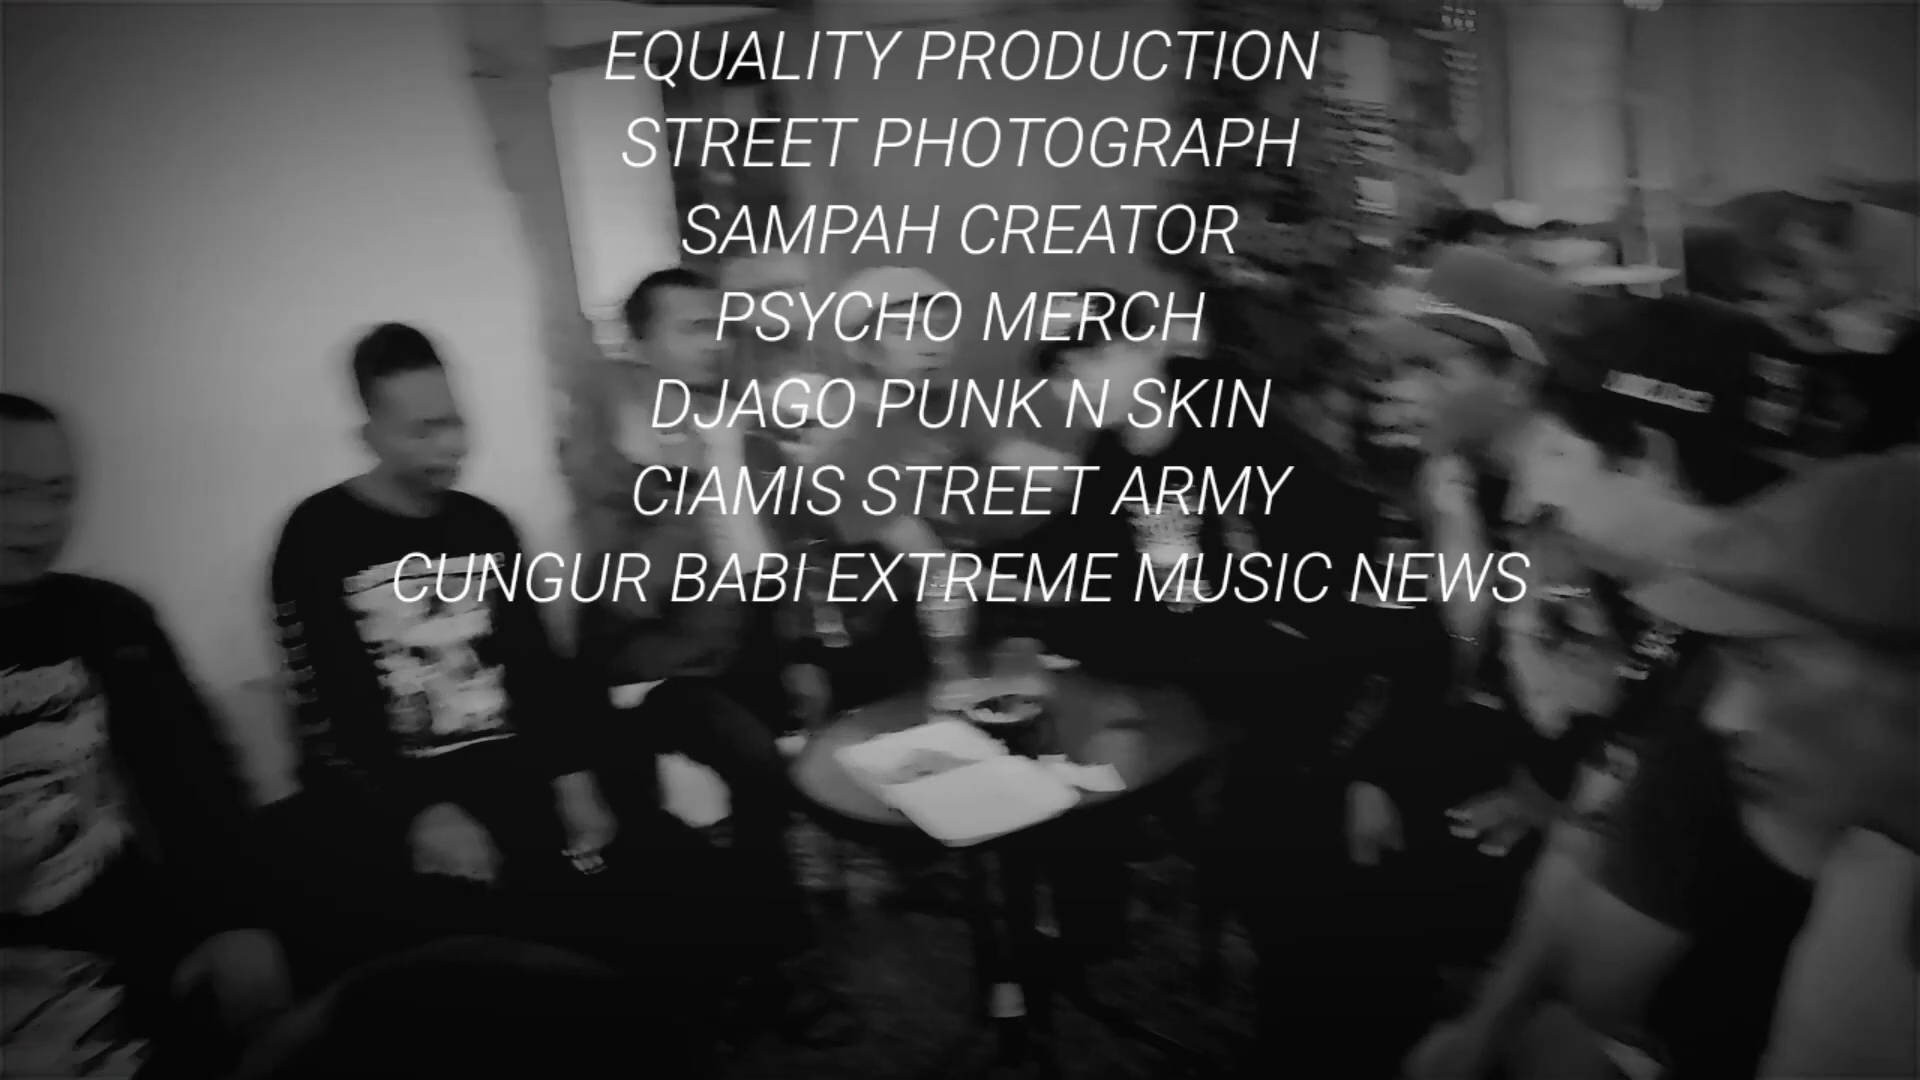 EQUALITY PRODUCTION
STREET PHOTOGRAPH
SAMPAH CREATOR
PSYCHO MERCH
DJAGO PUNK N SKIN
CIAMIS STREET ARMY
CUNGUR BABI EXTREME MUSIC NEWS